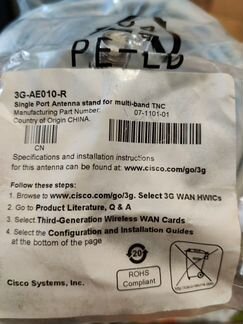 PE-LD
3G-AE010-R
Single Port Antenna stand for multi-band TNC
Manufacturing Part Number: 07-1101-01
Country of Origin CHINA.
CN
Specifications and installation instructions
for this antenna can be found at: www.cisco.com/go/3g
Follow these steps:
1. Browse to www.cisco.com/go/3g. Select 3G WAN HWICs
2. Go to Product Literature, Q & A
3. Select Third-Generation Wireless WAN Cards
4. Select the Configuration and Installation Guides
at the bottom of the page
20
ROHS
Compliant
Cisco Systems, Inc.